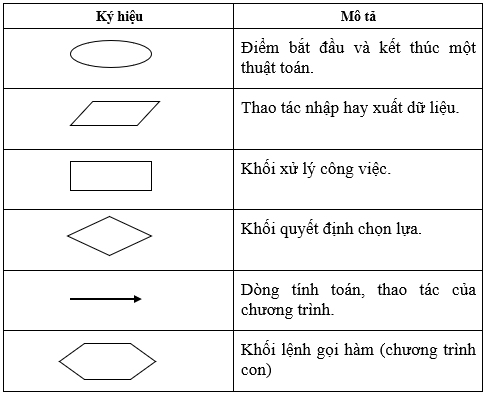 Ký hiệu
Mô tả
Điểm bắt đầu và kết thúc một
thuật toán.
Thao tác nhập hay xuất dữ liệu.
Khối xử lý công việc.
Khối quyết định chọn lựa.
Dòng tính toán, thao tác của
chương trình.
Khối lệnh gọi hàm (chương trình
con)